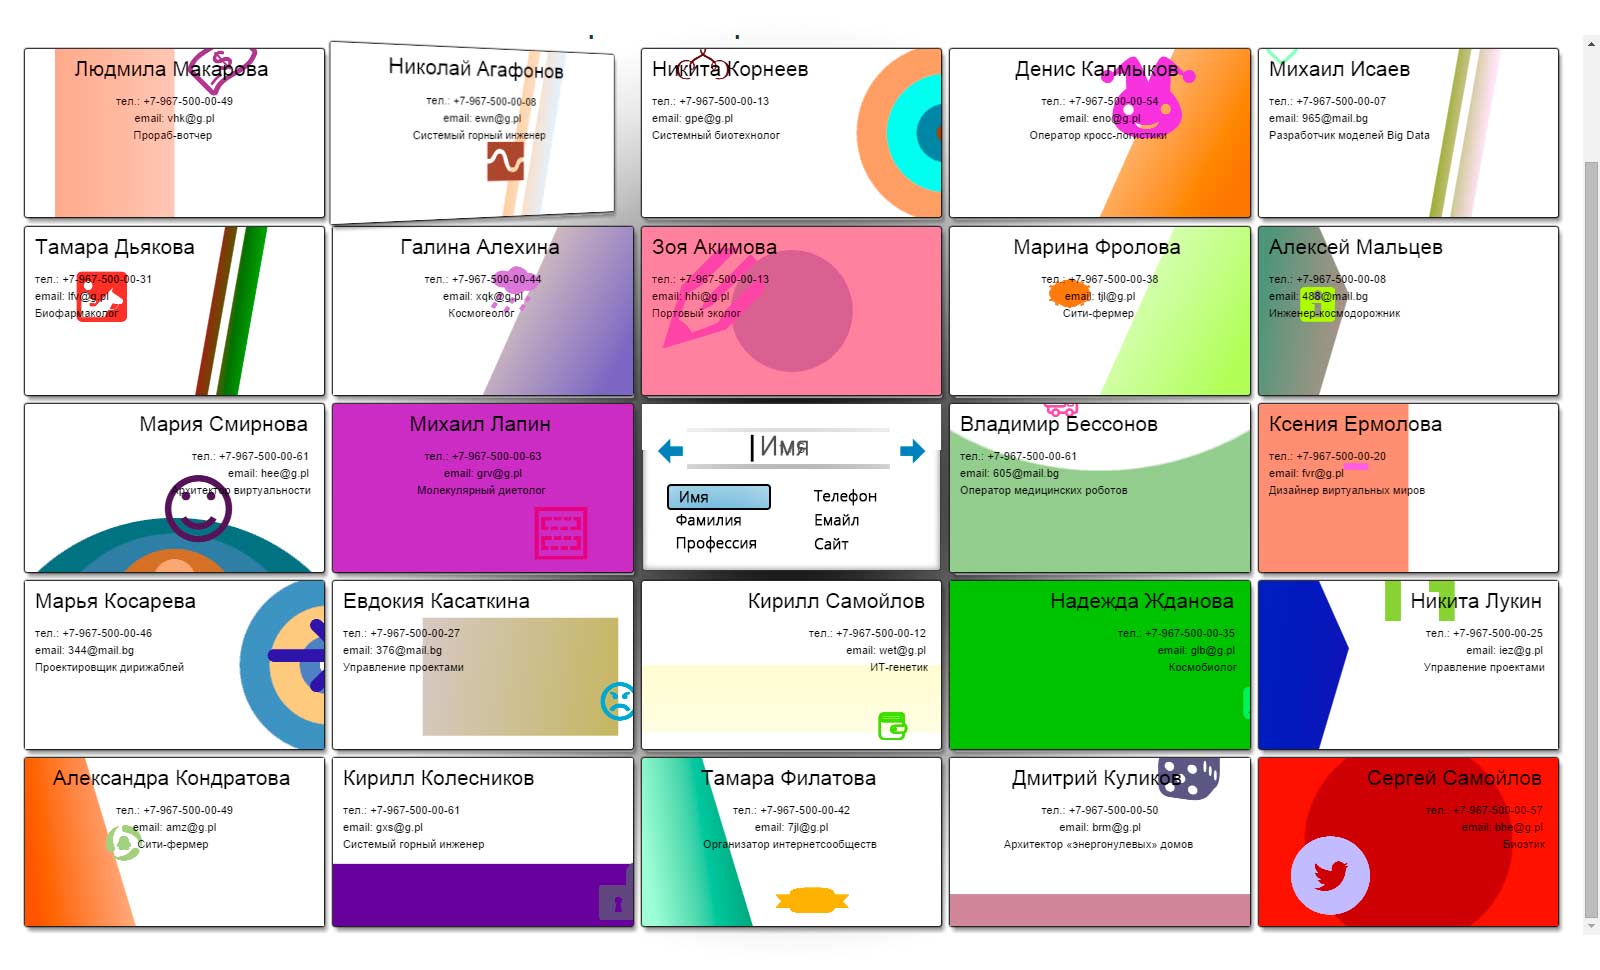 Людмила Макарова
тел.: +7-967-500-00-49
email: vhk@g.pl
Прораб-вотчер
Николай Агафонов
тел.: +7-967-500-00-08
email: ewn@g.pl
Системый горный инженер
Никита Корнеев
тел.: +7-967-500-00-13
email: gpe@g.pl
Системный биотехнолог
Денис Калмыков
тел.: +7-967-500-00-54
email: eno@g.pl
Оператор кросс-логистики
Михаил Исаев
тел.: +7-967-500-00-07
email: 965@mail.bg
Разработчик моделей Big Data
Тамара Дьякова
тел.: +7-967-500-00-31
email: lfv@g.pl
Биофармаколог
Галина Алехина
тел.: +7-967-500-00-44
email: xqk@g.pl
Космогеолог
Зоя Акимова
тел.: +7-967-500-00-13
email: hhi@g.pl
Портовый эколог
Марина Фролова
тел.: +7-967-500-00-38
email: tjl@g.pl
Сити-фермер
Алексей Мальцев
тел.: +7-967-500-00-08
email: 488@mail.bg
Инженер-космодорожник
Мария Смирнова
тел.: +7-967-500-00-61
email: hee@g.pl
Архитектор виртуальности
Михаил Лапин
тел.: +7-967-500-00-63
email: grv@g.pl
Молекулярный диетолог
Имя
Имя
Фамилия
Профессия
Телефон
Емайл
Сайт
Владимир Бессонов
тел.: +7-967-500-00-61
email: 605@mail.bg
Оператор медицинских роботов
Ксения Ермолова
тел.: +7-967-500-00-20
email: fvr@g.pl
Дизайнер виртуальных миров
Марья Косарева
тел.: +7-967-500-00-46
email: 344@mail.bg
Проектировщик дирижаблей
Евдокия Касаткина
тел.: +7-967-500-00-27
email: 376@mail.bg
Управление проектами
Кирилл Самойлов
тел.: +7-967-500-00-12
email: wet@g.pl
ИТ-генетик
Надежда Жданова
тел.: +7-967-500-00-35
email: glb@g.pl
Космобиолог
Никита Лукин
тел.: +7-967-500-00-25
email: iez@g.pl
Управление проектами
Александра Кондратова
тел.: +7-967-500-00-49
email: amz@g.pl
Сити-фермер
Кирилл Колесников
тел.: +7-967-500-00-61
email: gxs@g.pl
Системый горный инженер
Тамара Филатова
тел.: +7-967-500-00-42
email: 7jl@g.pl
Организатор интернетсообществ
Дмитрий Куликов
тел.: +7-967-500-00-50
email: brm@g.pl
Архитектор «энергонулевых» домов
Сергей Самойлов
тел.: +7-967-500-00-57
email: bhe@g.pl
Биоэтик